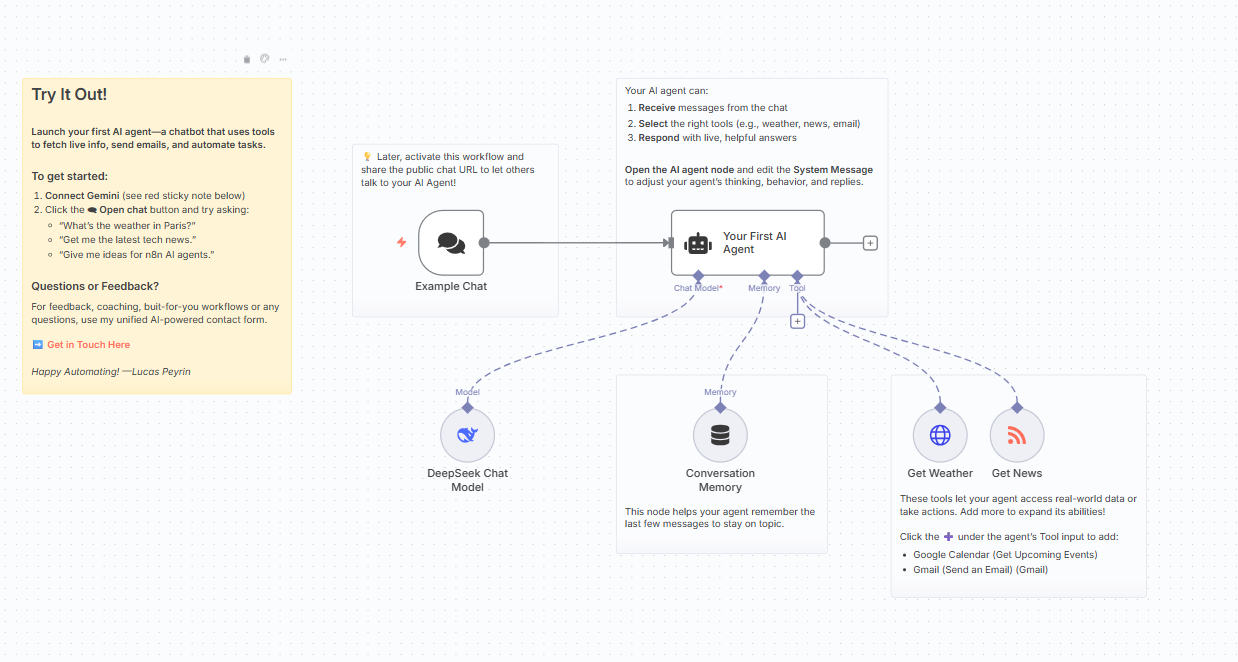 Try It Out!
Launch your first AI agent—a chatbot that uses tools
to fetch live info, send emails, and automate tasks.
To get started:
1. Connect Gemini (see red sticky note below)
2. Click the 🗨 Open chat button and try asking:
“What's the weather in Paris?”
“Get me the latest tech news.”
“Give me ideas for n8n AI agents.”
Questions or Feedback?
For feedback, coaching, buit-for-you workflows or any
questions, use my unified AI-powered contact form.
➡️ Get in Touch Here
Happy Automating! —Lucas Peyrin
💡 Later, activate this workflow and
share the public chat URL to let others
talk to your AI Agent!
Example Chat
Your AI agent can:
1. Receive messages from the chat
2. Select the right tools (e.g., weather, news, email)
3. Respond with live, helpful answers
Open the AI agent node and edit the System Message
to adjust your agent's thinking, behavior, and replies.
Your First AI
Agent
Chat Model*
Memory
Tool
Model
DeepSeek Chat
Model
Memory
Conversation
Memory
This node helps your agent remember the
last few messages to stay on topic.
Get Weather
Get News
These tools let your agent access real-world data or
take actions. Add more to expand its abilities!
Click the ➕ under the agent's Tool input to add:
• Google Calendar (Get Upcoming Events)
• Gmail (Send an Email) (Gmail)